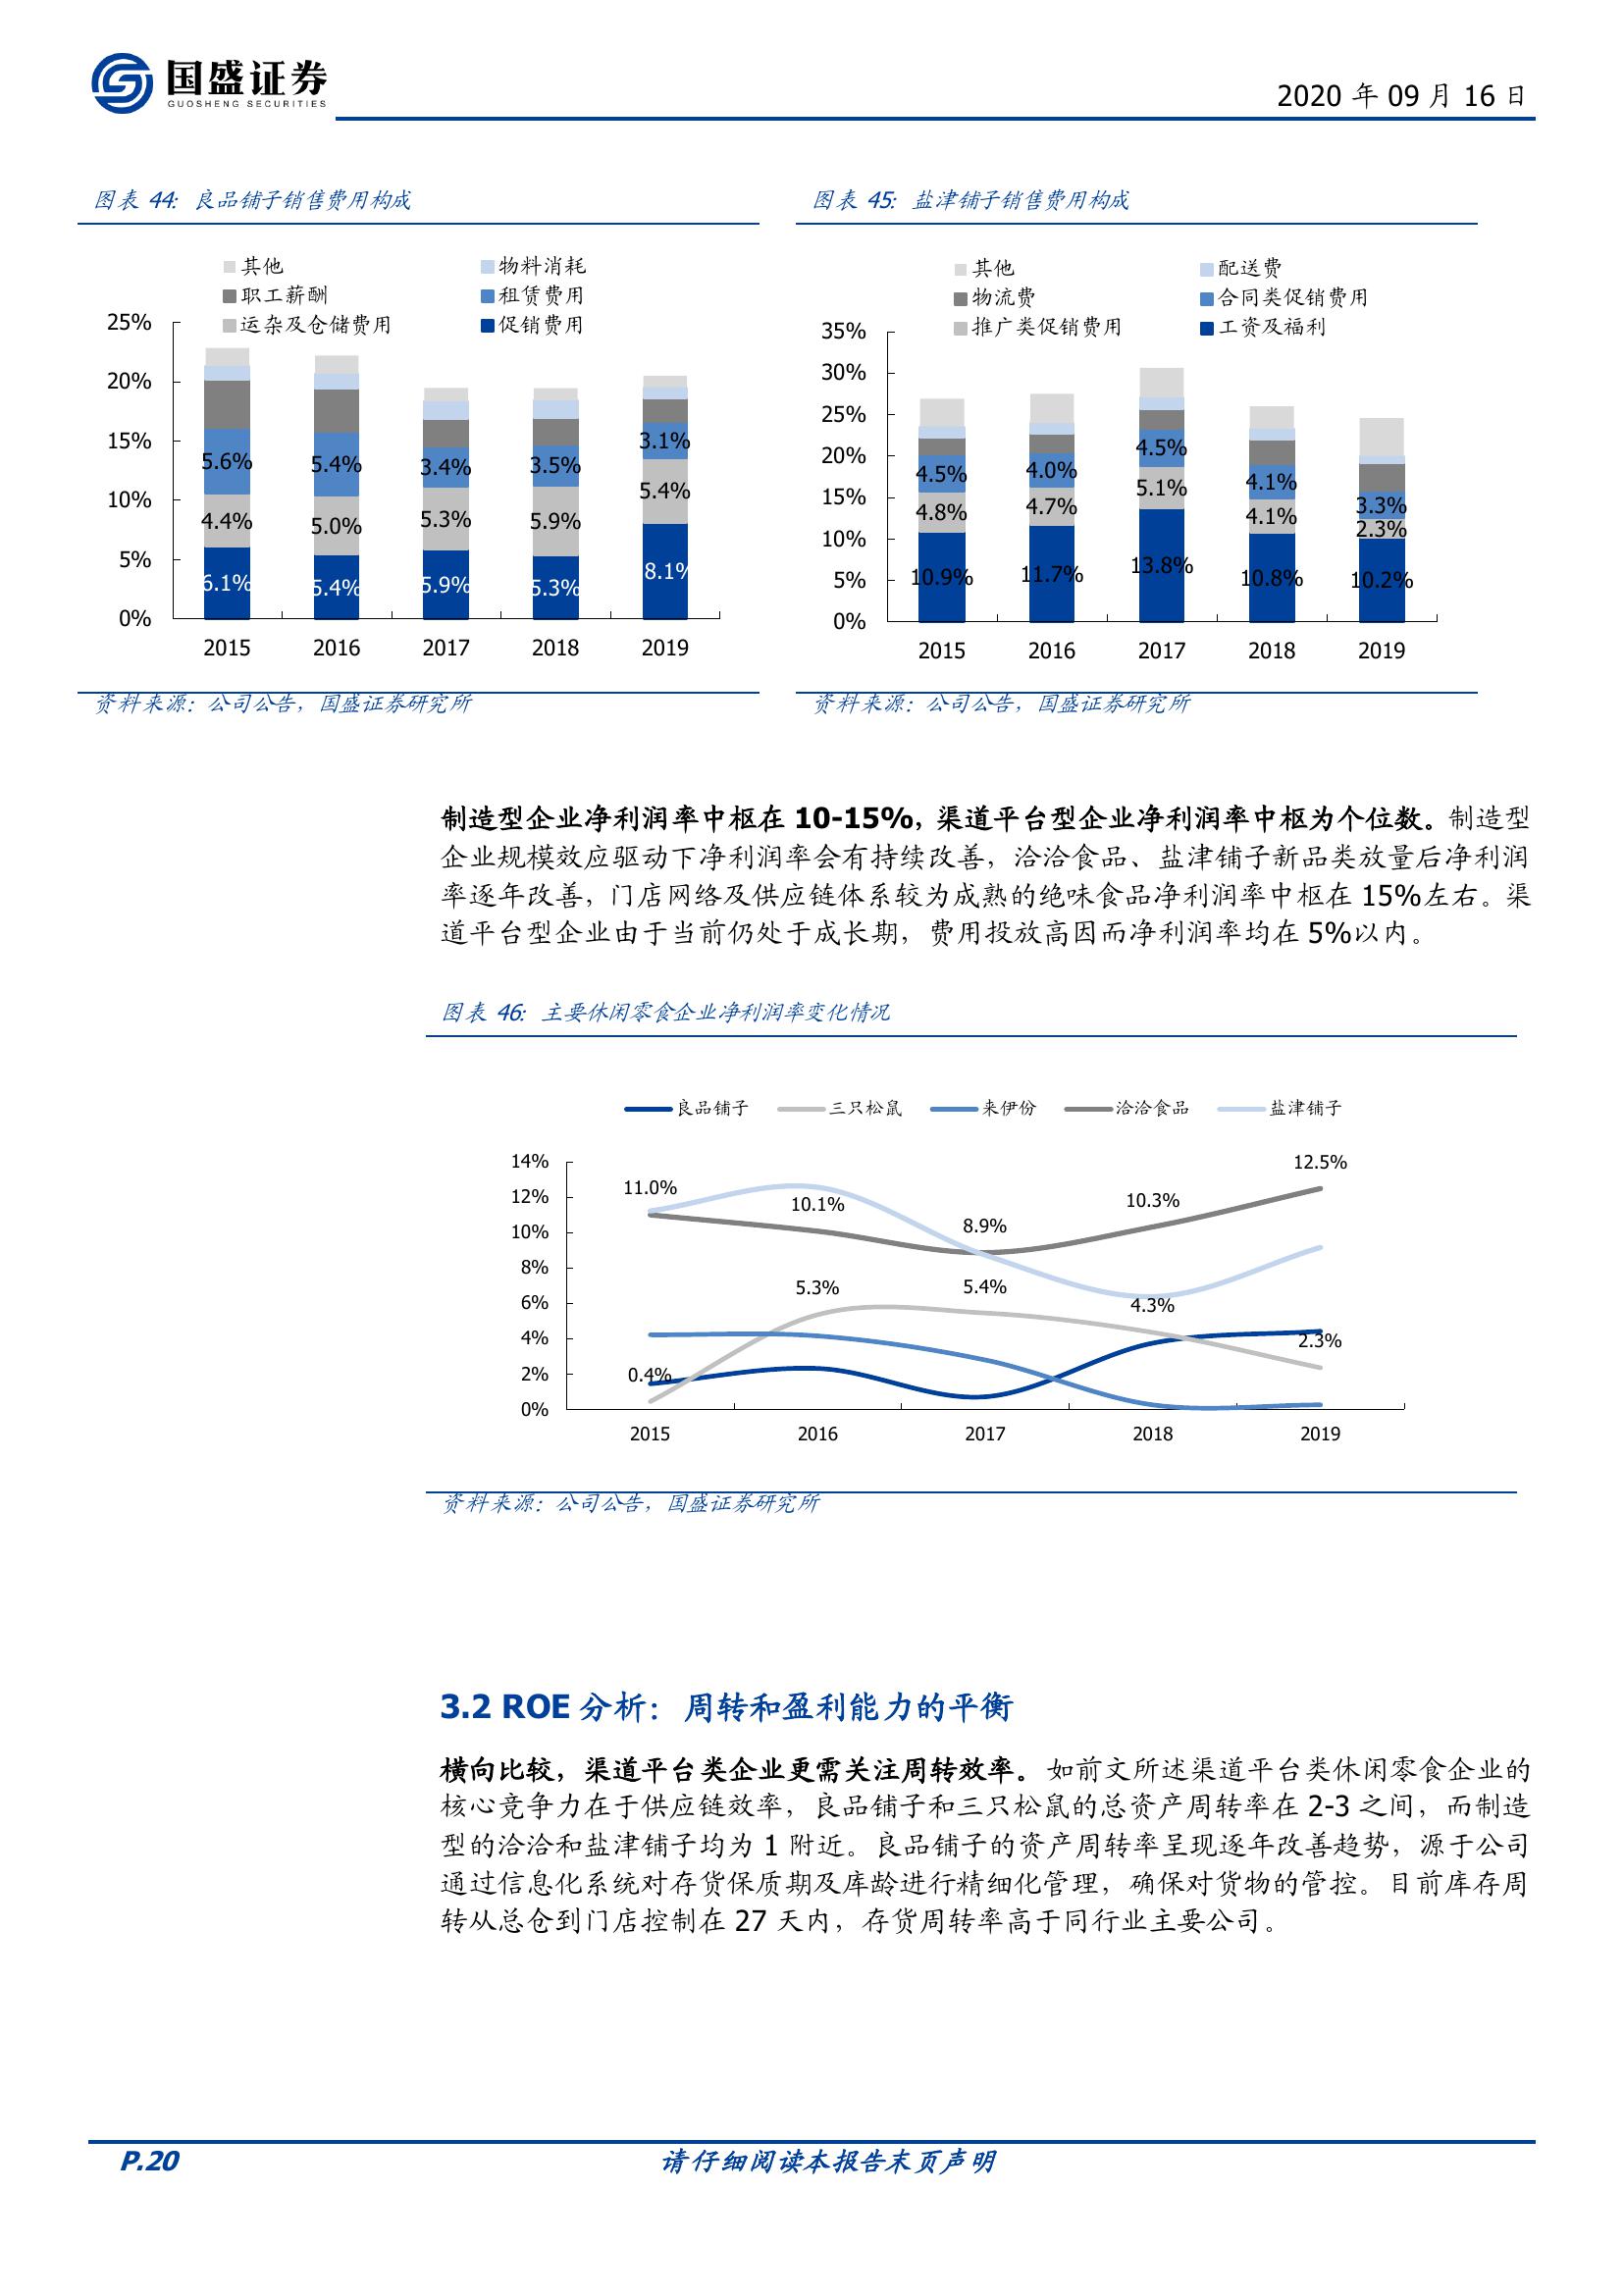 国盛证券
GUOSHENG SECURITIES
2020 年 09 月 16 日
图表 44: 良品铺子销售费用构成
其他 物料消耗
职工薪酬 租赁费用
运杂及仓储费用 促销费用
25%
20%
15%
10%
5%
0%
5.6% 5.4% 3.4% 3.5% 3.1%
4.4% 5.0% 5.3% 5.9% 5.4%
6.1% 5.4% 5.9% 5.3% 8.1%
2015 2016 2017 2018 2019
资料来源：公司公告，国盛证券研究所
图表 45: 盐津铺子销售费用构成
其他 配送费
物流费 合同类促销费用
推广类促销费用 工资及福利
35%
30%
25%
20%
15%
10%
5%
0%
4.5% 4.0% 4.5% 4.1% 3.3%
4.8% 4.7% 5.1% 4.1% 2.3%
10.9% 11.7% 13.8% 10.8% 10.2%
2015 2016 2017 2018 2019
资料来源：公司公告，国盛证券研究所
制造型企业净利润率中枢在 10-15%，渠道平台型企业净利润率中枢为个位数。制造型
企业规模效应驱动下净利润率会有持续改善，洽洽食品、盐津铺子新品类放量后净利润
率逐年改善，门店网络及供应链体系较为成熟的绝味食品净利润率中枢在 15%左右。渠
道平台型企业由于当前仍处于成长期，费用投放高因而净利润率均在 5%以内。
图表 46: 主要休闲零食企业净利润率变化情况
良品铺子 三只松鼠 来伊份 洽洽食品 盐津铺子
14%
12%
10%
8%
6%
4%
2%
0%
11.0% 10.1% 8.9% 10.3% 12.5%
0.4% 5.3% 5.4% 4.3% 2.3%
2015 2016 2017 2018 2019
资料来源：公司公告，国盛证券研究所
3.2 ROE 分析：周转和盈利能力的平衡
横向比较，渠道平台类企业更需关注周转效率。如前文所述渠道平台类休闲零食企业的
核心竞争力在于供应链效率，良品铺子和三只松鼠的总资产周转率在 2-3 之间，而制造
型的洽洽和盐津铺子均为 1 附近。良品铺子的资产周转率呈现逐年改善趋势，源于公司
通过信息化系统对存货保质期及库龄进行精细化管理，确保对货物的管控。目前库存周
转从总仓到门店控制在 27 天内，存货周转率高于同行业主要公司。
P.20 请仔细阅读本报告末页声明